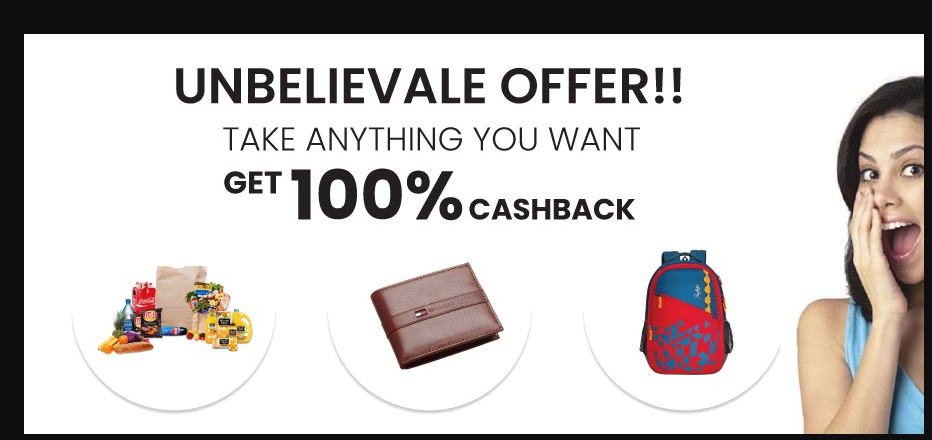 UNBELIEVALE OFFER!!
TAKE ANYTHING YOU WANT
GET 100% CASHBACK